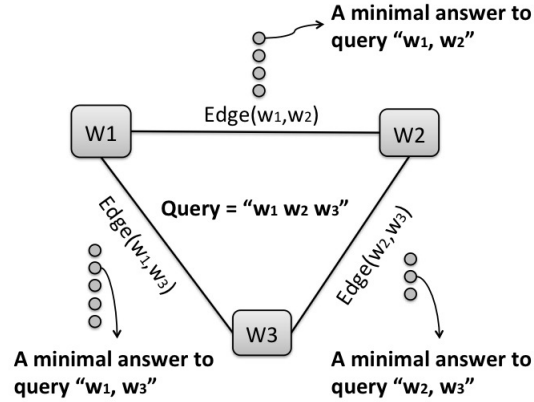 A minimal answer to
query “w1, w2”
Edge(w1,w2)
W1
W2
Query = “w1 w2 w3”
Edge(w1,w3)
Edge(w2,w3)
W3
A minimal answer to
query “w1, w3”
A minimal answer to
query “w2, w3”